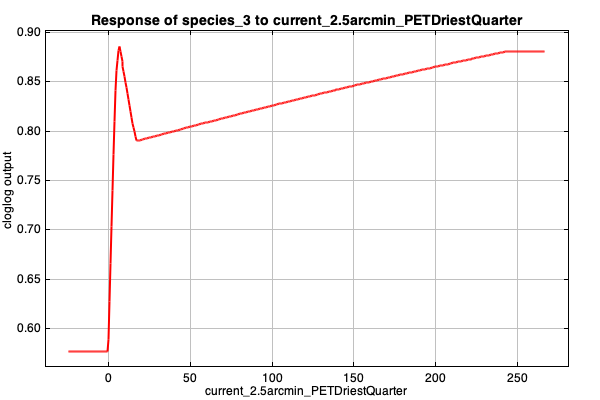 Response of species_3 to current_2.5arcmin_PETDriestQuarter
0.90
0.85
0.80
0.75
0.70
0.65
0.60
cloglog output
0 50 100 150 200 250
current_2.5arcmin_PETDriestQuarter